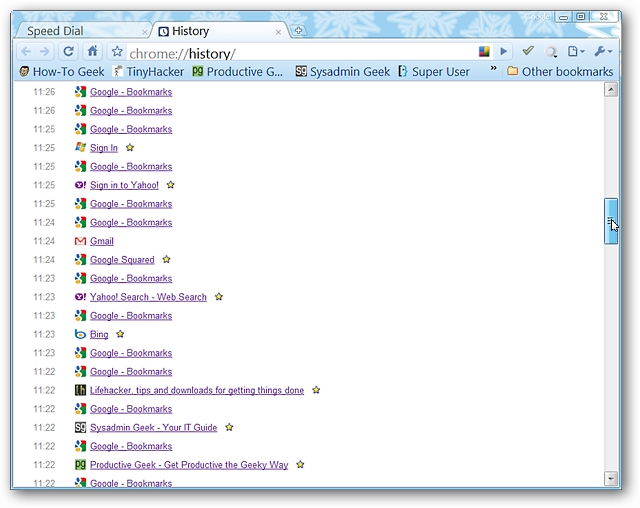 Speed Dial
History
chrome://history/
How-To Geek
TinyHacker
Productive G...
Sysadmin Geek
Super User
Other bookmarks
11:26 Google - Bookmarks
11:26 Google - Bookmarks
11:25 Google - Bookmarks
11:25 Sign In
11:25 Google - Bookmarks
11:25 Sign in to Yahoo!
11:25 Google - Bookmarks
11:24 Google - Bookmarks
11:24 Gmail
11:24 Google Squared
11:23 Google - Bookmarks
11:23 Yahoo! Search - Web Search
11:23 Google - Bookmarks
11:23 Bing
11:23 Google - Bookmarks
11:22 Google - Bookmarks
11:22 Lifehacker, tips and downloads for getting things done
11:22 Google - Bookmarks
11:22 Sysadmin Geek - Your IT Guide
11:22 Google - Bookmarks
11:22 Productive Geek - Get Productive the Geeky Way
11:22 Google - Bookmarks